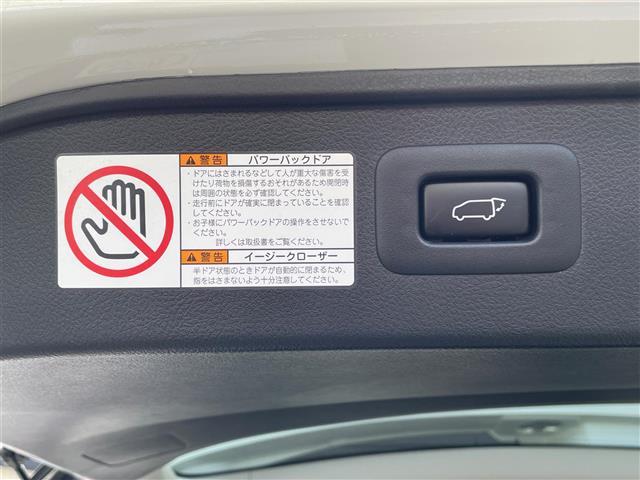 警告 パワーバックドア
・ドアにはさまれるなどして人が重大な傷害を受
けたり荷物を損傷するおそれがあるため開閉時
は周囲の状態を必ず確認してください。
・走行前にドアが確実に閉まっていることを確認
してください。
・お子様にパワーバックドアの操作をさせないで
ください。
詳しくは取扱書をご覧ください。
警告 イージークローザー
半ドア状態のときドアが自動的に閉まるため、
指をはさまないよう十分注意してください。